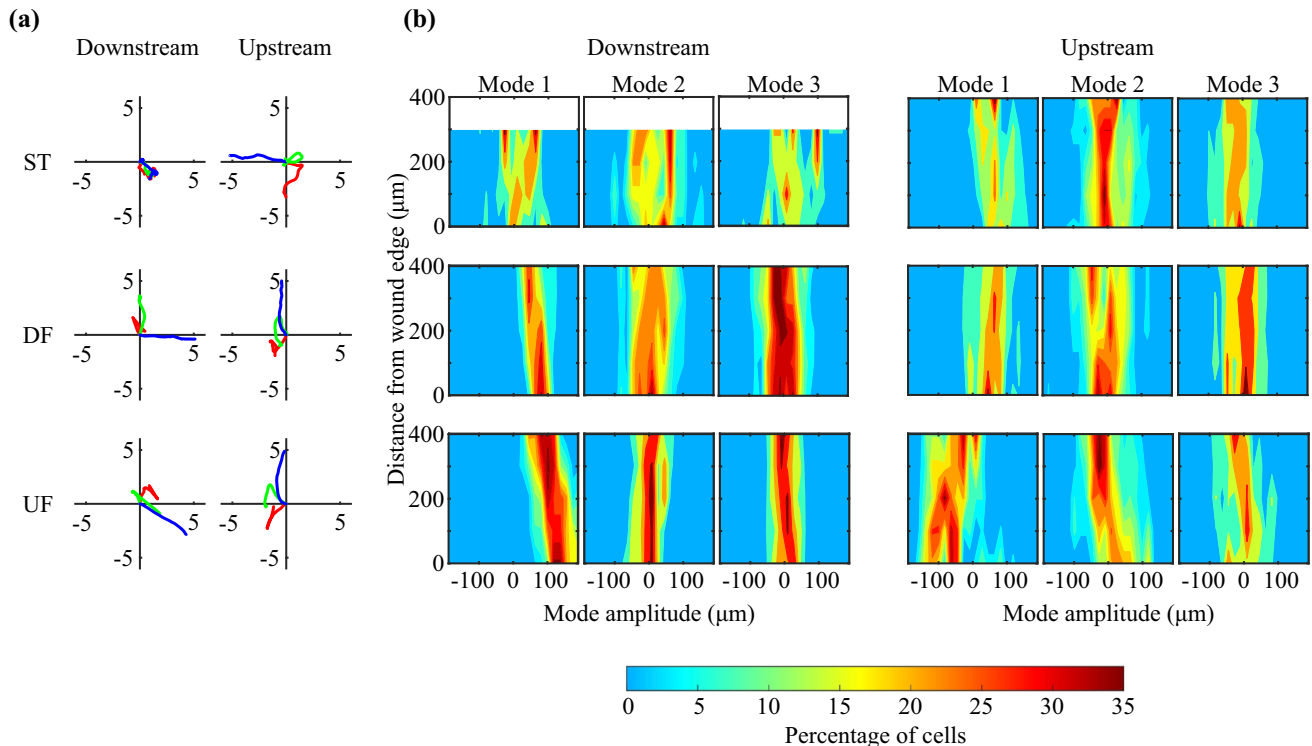 (a)
(b)
Downstream Upstream
Downstream
Upstream
Mode 1 Mode 2 Mode 3
Mode 1 Mode 2 Mode 3
ST
5
-5 5
-5
5
-5 5
-5
DF
5
-5 5
-5
5
-5 5
-5
UF
5
-5 5
-5
5
-5 5
-5
Distance from wound edge (μm)
400
200
0
400
200
0
400
200
0
-100 0 100 -100 0 100 -100 0 100
-100 0 100 -100 0 100 -100 0 100
Mode amplitude (μm)
Mode amplitude (μm)
0 5 10 15 20 25 30 35
Percentage of cells